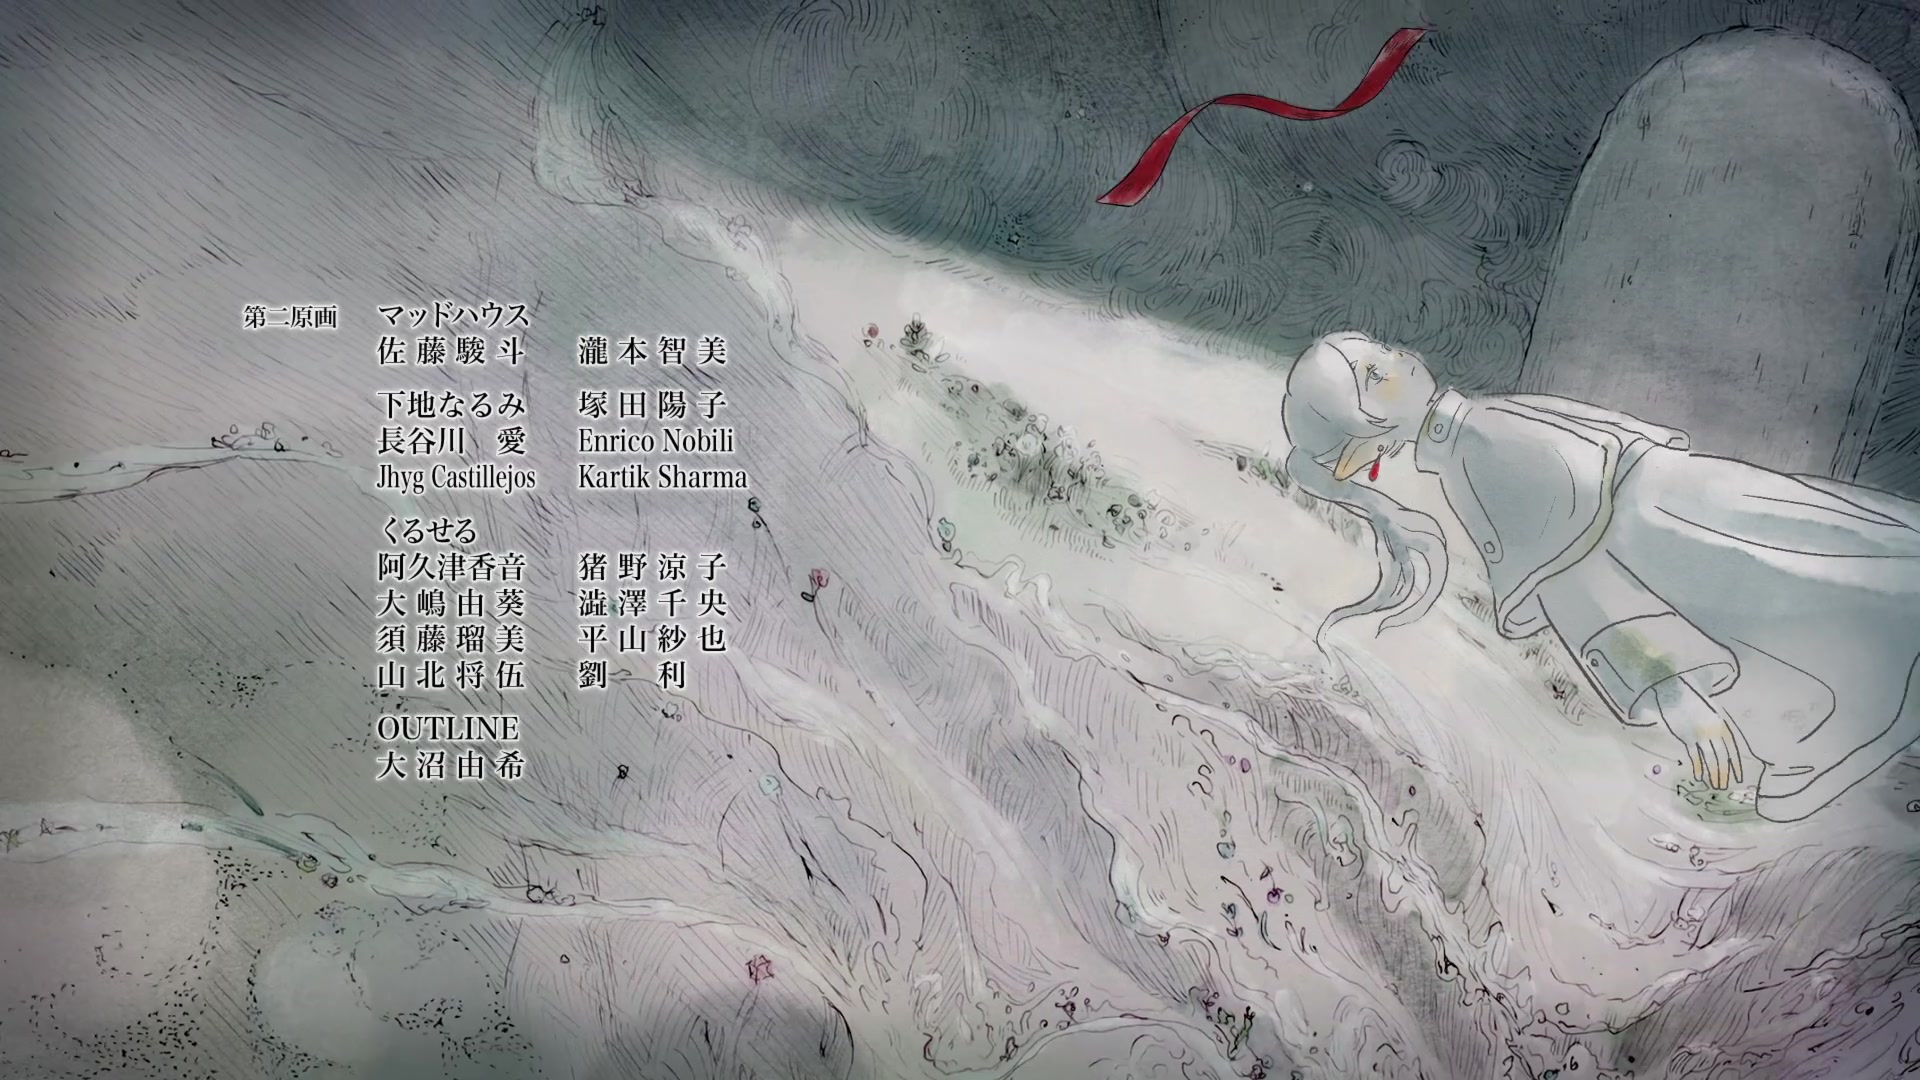 第二原画 マッドハウス
佐藤駿斗 瀧本智美
下地なるみ 塚田陽子
長谷川 愛 Enrico Nobili
Jhyg Castillejos Kartik Sharma
くるせる
阿久津香音 猪野涼子
大嶋由葵 澁澤千央
須藤瑠美 平山紗也
山北将伍 劉 利
OUTLINE
大沼由希